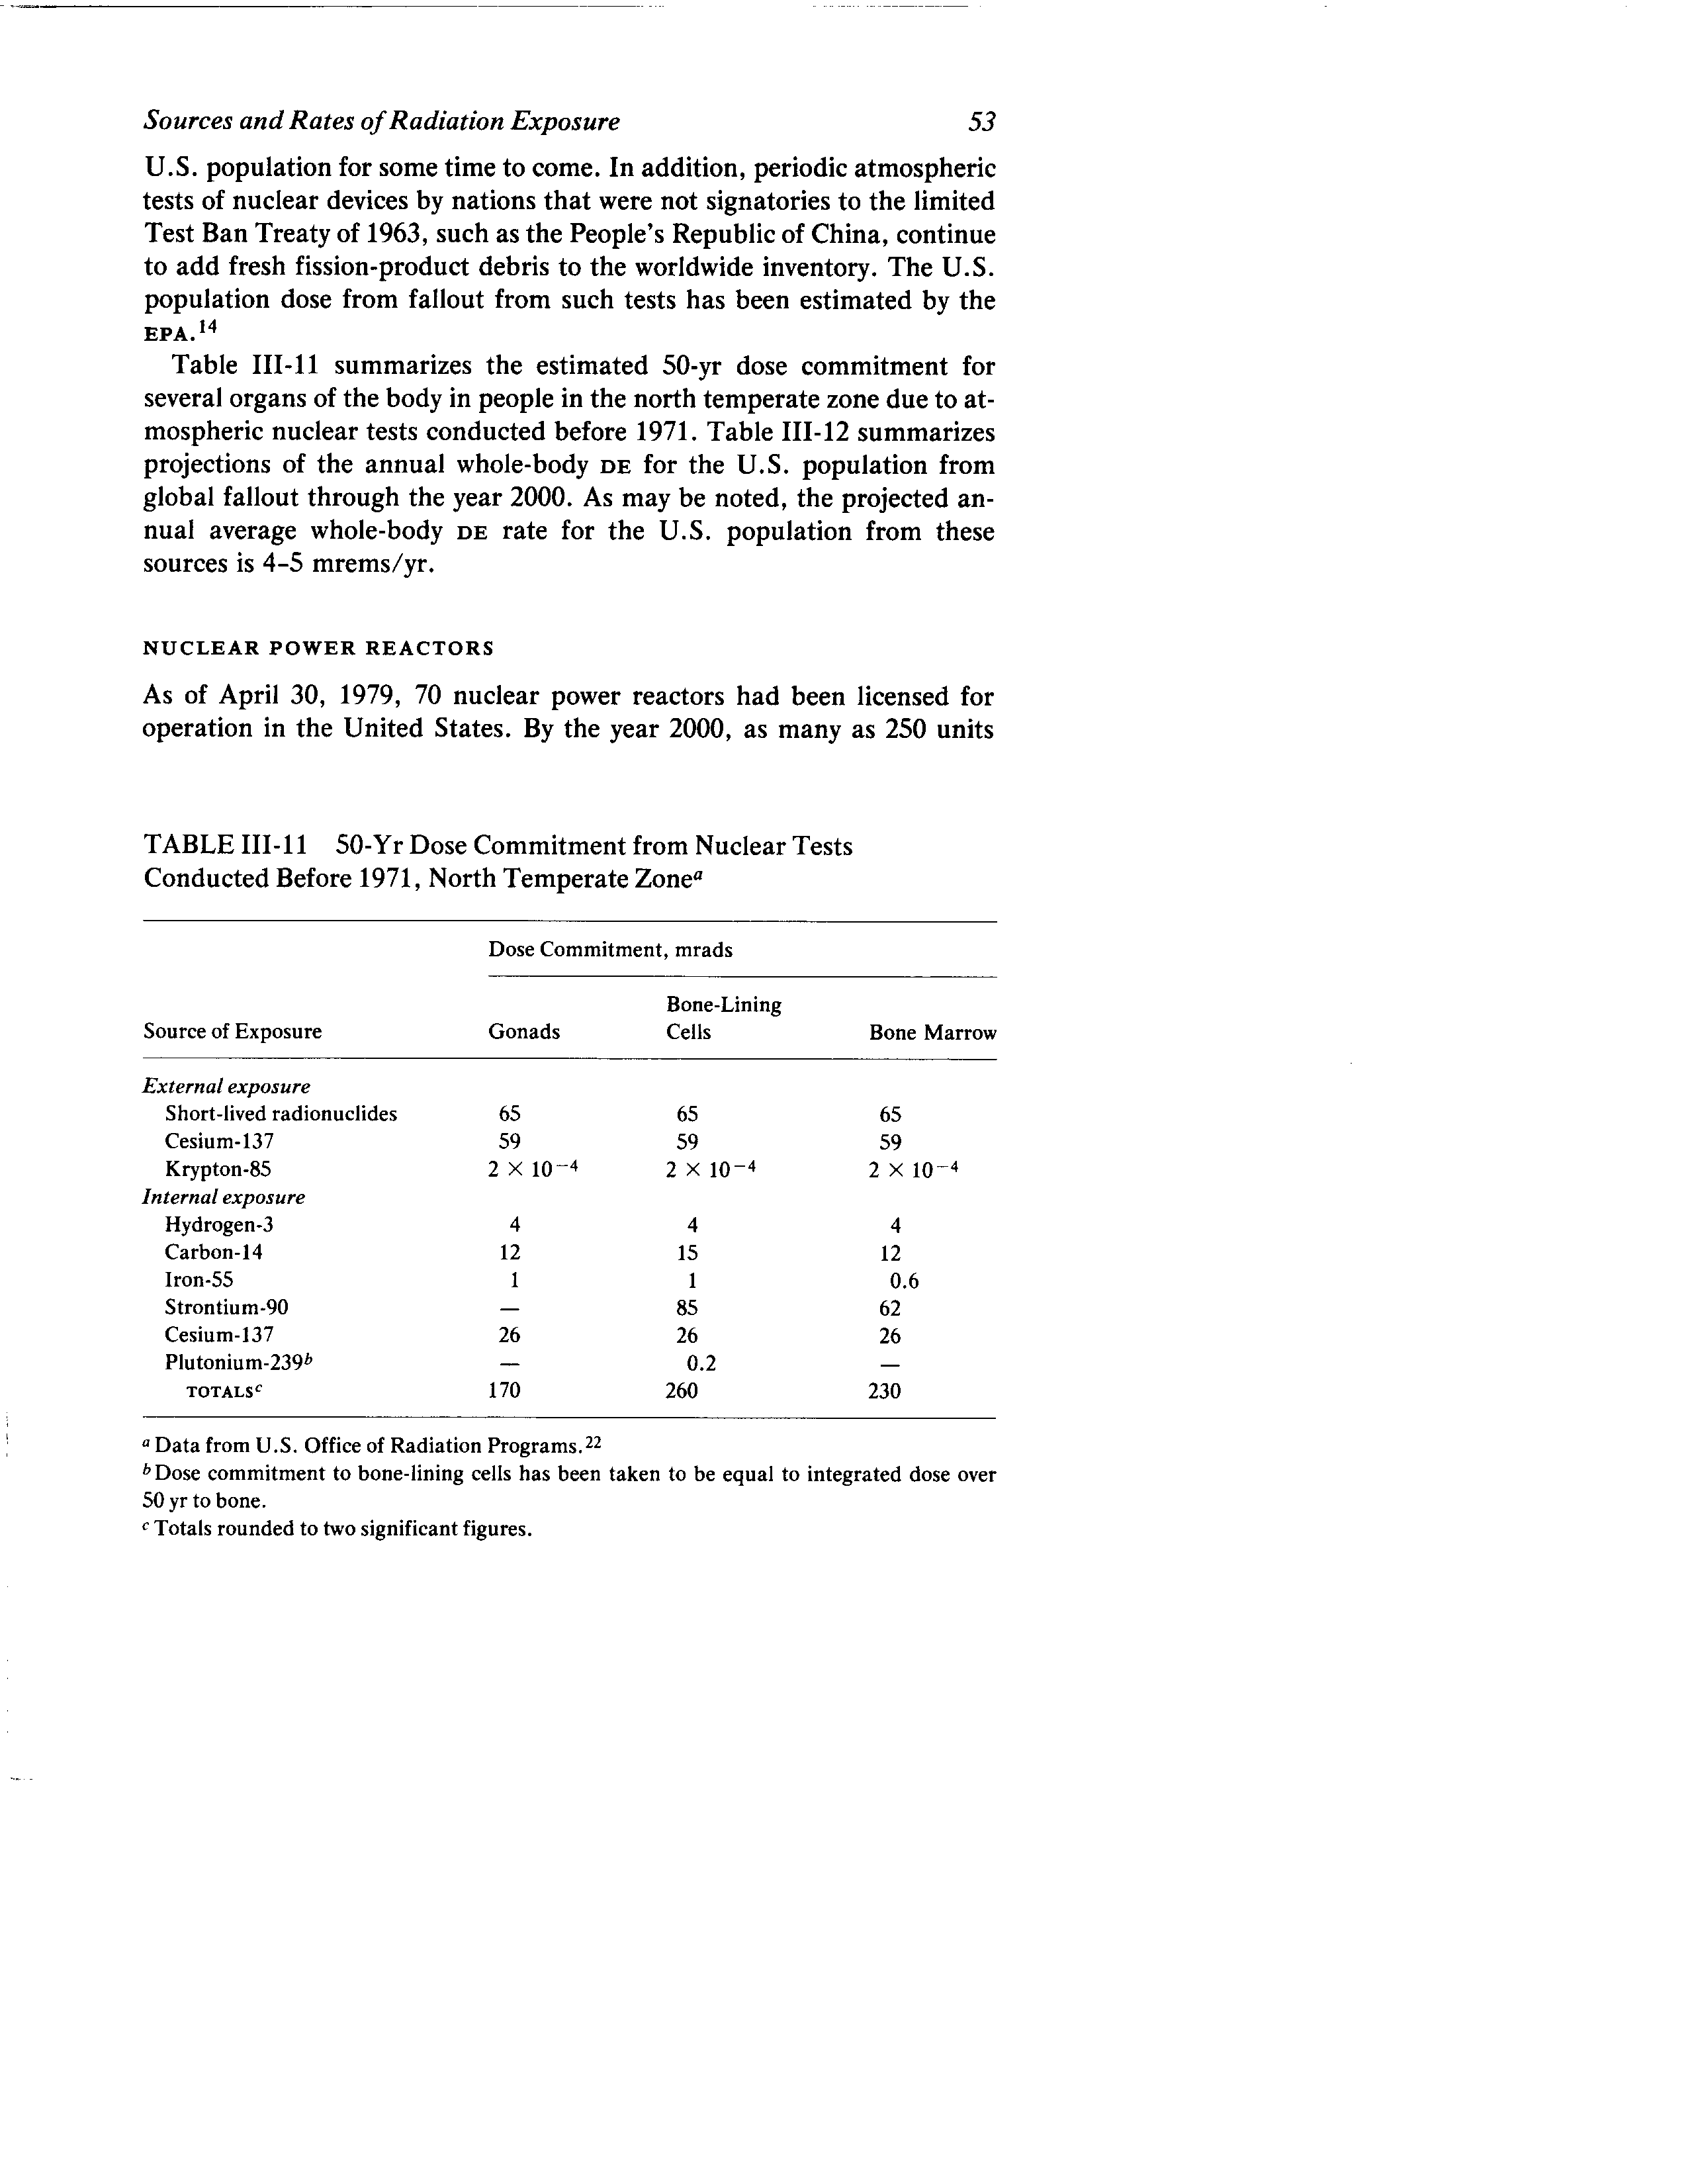 Sources and Rates of Radiation Exposure 53
U.S. population for some time to come. In addition, periodic atmospheric
tests of nuclear devices by nations that were not signatories to the limited
Test Ban Treaty of 1963, such as the People's Republic of China, continue
to add fresh fission-product debris to the worldwide inventory. The U.S.
population dose from fallout from such tests has been estimated by the
EPA.14
Table III-11 summarizes the estimated 50-yr dose commitment for
several organs of the body in people in the north temperate zone due to at-
mospheric nuclear tests conducted before 1971. Table III-12 summarizes
projections of the annual whole-body DE for the U.S. population from
global fallout through the year 2000. As may be noted, the projected an-
nual average whole-body DE rate for the U.S. population from these
sources is 4–5 mrems/yr.
NUCLEAR POWER REACTORS
As of April 30, 1979, 70 nuclear power reactors had been licensed for
operation in the United States. By the year 2000, as many as 250 units
TABLE III-11 50-Yr Dose Commitment from Nuclear Tests
Conducted Before 1971, North Temperate Zonea
Dose Commitment, mrads
Bone-Lining
Source of Exposure Gonads Cells Bone Marrow
External exposure
Short-lived radionuclides 65 65 65
Cesium-137 59 59 59
Krypton-85 2 × 10−4 2 × 10−4 2 × 10−4
Internal exposure
Hydrogen-3 4 4 4
Carbon-14 12 15 12
Iron-55 1 1 0.6
Strontium-90 — 85 62
Cesium-137 26 26 26
Plutonium-239b — 0.2 —
TOTALSc 170 260 230
a Data from U.S. Office of Radiation Programs.22
b Dose commitment to bone-lining cells has been taken to be equal to integrated dose over
50 yr to bone.
c Totals rounded to two significant figures.